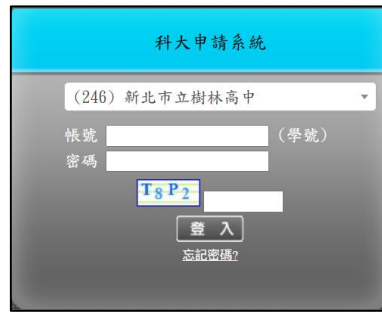 科大申請系統
(246) 新北市立樹林高中
帳號 (學號)
密碼
T8P2
登 入
忘記密碼?